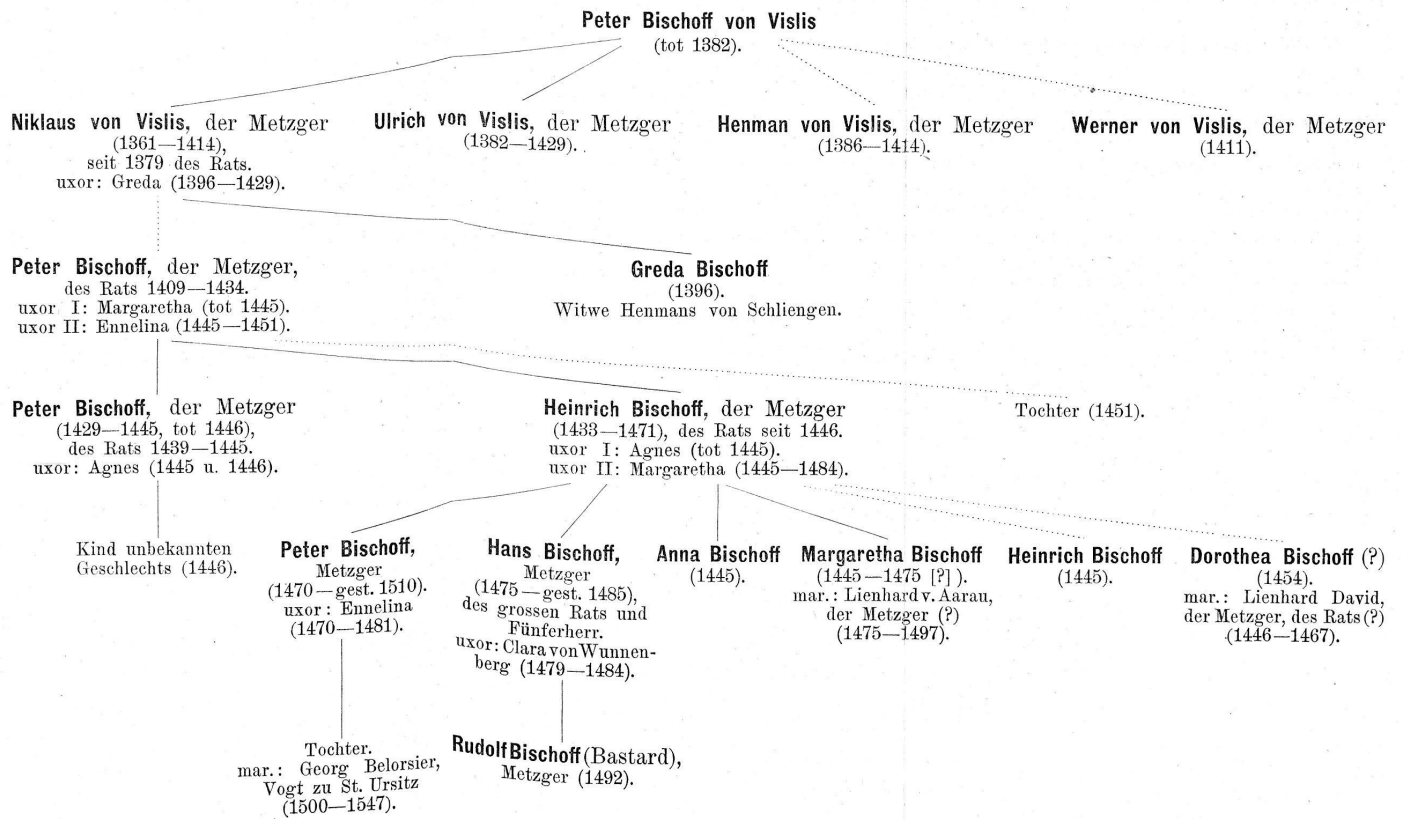 Peter Bischoff von Vislis
(tot 1382).
Niklaus von Vislis, der Metzger
(1361—1414),
seit 1379 des Rats.
uxor: Greda (1396—1429).
Ulrich von Vislis, der Metzger
(1382—1429).
Henman von Vislis, der Metzger
(1386—1414).
Werner von Vislis, der Metzger
(1411).
Peter Bischoff, der Metzger,
des Rats 1409—1434.
uxor I: Margaretha (tot 1445).
uxor II: Ennelina (1445—1451).
Greda Bischoff
(1396).
Witwe Henmans von Schliengen.
Peter Bischoff, der Metzger
(1429—1445, tot 1446),
des Rats 1439—1445.
uxor: Agnes (1445 u. 1446).
Heinrich Bischoff, der Metzger
(1433—1471), des Rats seit 1446.
uxor I: Agnes (tot 1445).
uxor II: Margaretha (1445—1484).
Tochter (1451).
Kind unbekannten
Geschlechts (1446).
Peter Bischoff,
Metzger
(1470—gest. 1510).
uxor: Ennelina
(1470—1481).
Hans Bischoff,
Metzger
(1475—gest. 1485),
des grossen Rats und
Fünferherr.
uxor: Clara von Wunnen-
berg (1479—1484).
Anna Bischoff
(1445).
Margaretha Bischoff
(1445—1475 [?] ).
mar.: Lienhard v. Aarau,
der Metzger (?)
(1475—1497).
Heinrich Bischoff
(1445).
Dorothea Bischoff (?)
(1454).
mar.: Lienhard David,
der Metzger, des Rats (?)
(1446—1467).
Tochter.
mar.: Georg Belorsier,
Vogt zu St. Ursitz
(1500—1547).
Rudolf Bischoff (Bastard),
Metzger (1492).